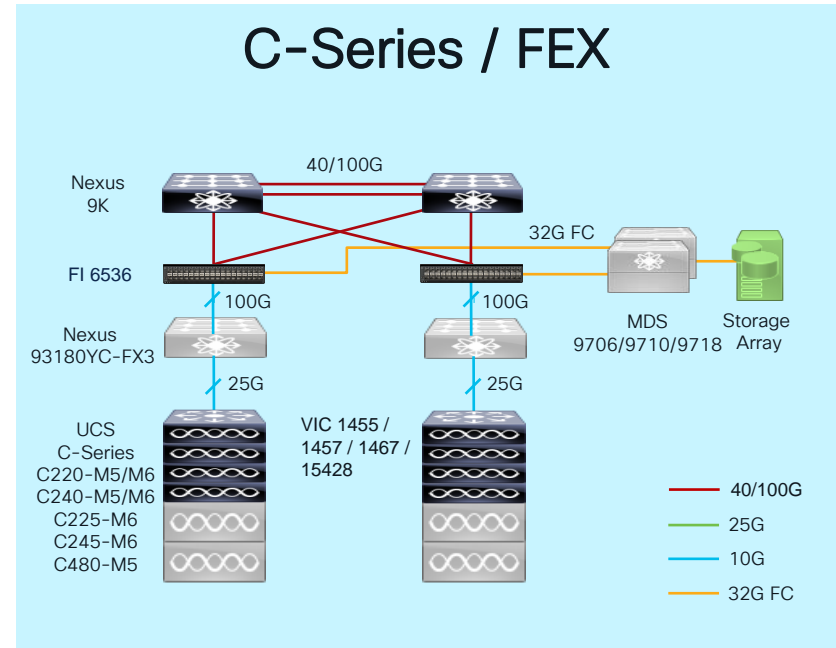 C-Series / FEX
40/100G
Nexus
9K
32G FC
FI 6536
100G
100G
MDS
9706/9710/9718
Storage
Array
Nexus
93180YC-FX3
25G
25G
UCS
C-Series
C220-M5/M6
C240-M5/M6
C225-M6
C245-M6
C480-M5
VIC 1455 /
1457 / 1467 /
15428
40/100G
25G
10G
32G FC